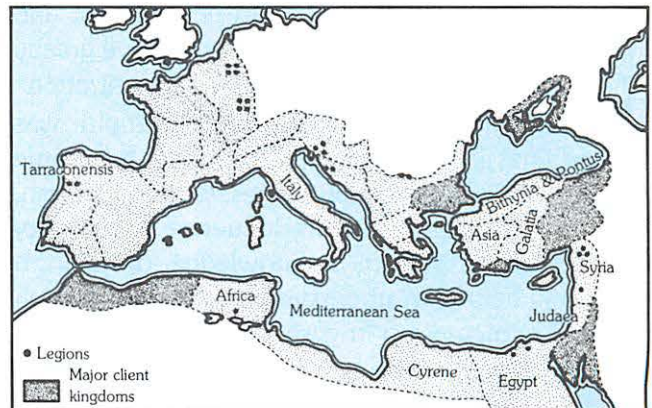 Tarraconensis
Italy
Bithynia & Pontus
Asia
Galatia
Syria
Africa
Mediterranean Sea
Judaea
Cyrene
Egypt
Legions
Major client
kingdoms